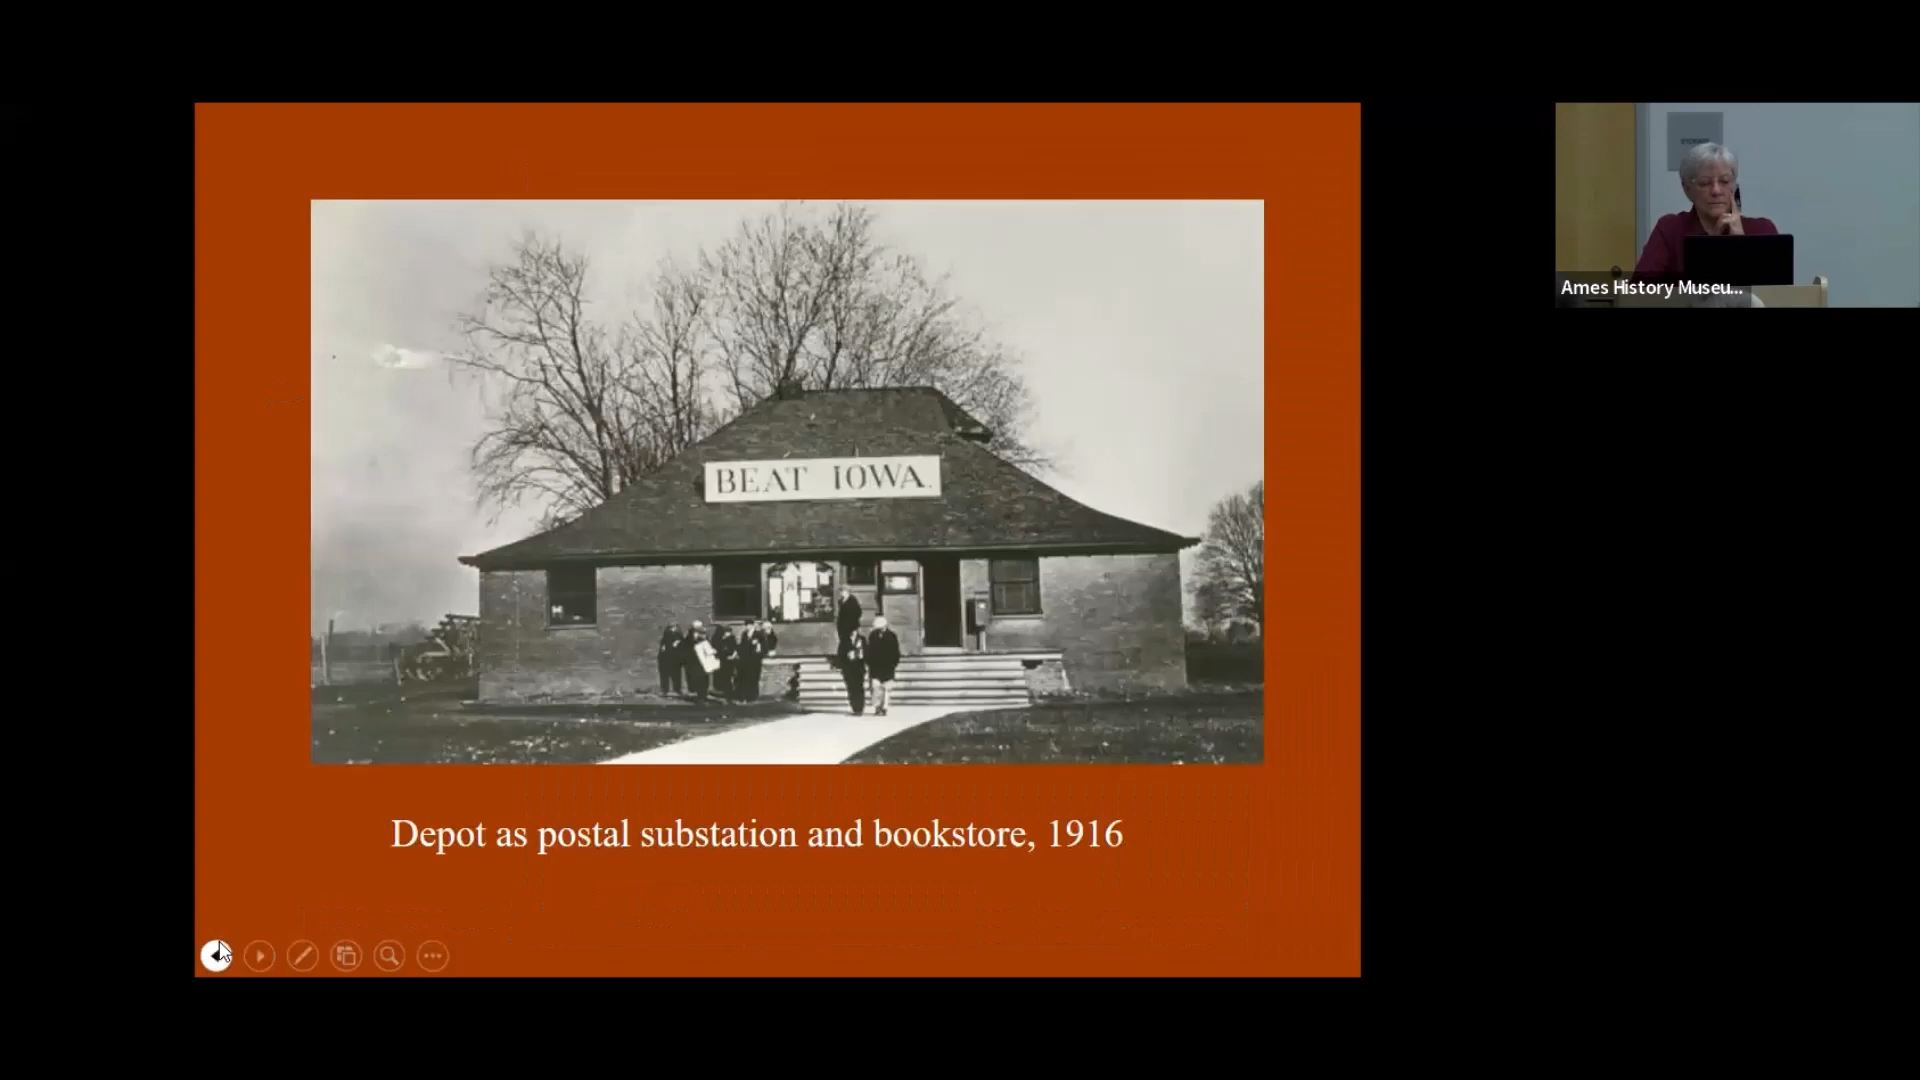 BEAT IOWA.
Depot as postal substation and bookstore, 1916
Ames History Museu...